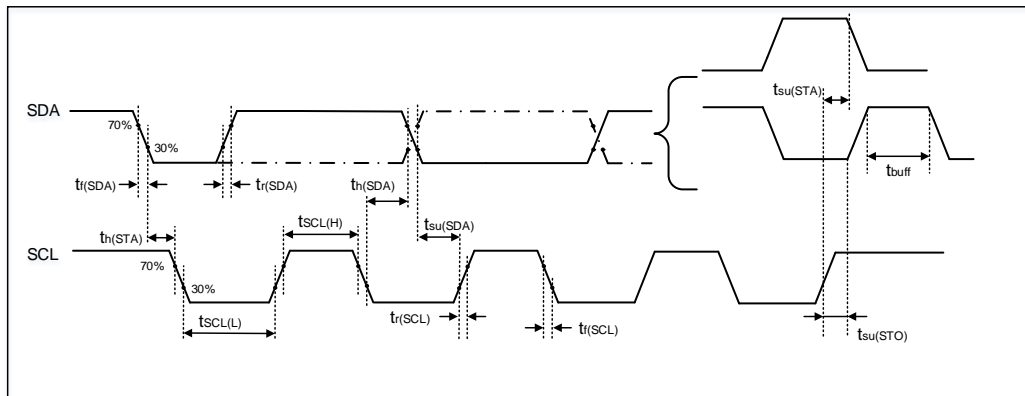 tsu(STA)
SDA
70%
30%
tbuff
tf(SDA)
tr(SDA)
th(SDA)
th(STA)
tSCL(H)
tsu(SDA)
SCL
70%
30%
tSCL(L)
tr(SCL)
tf(SCL)
tsu(STO)